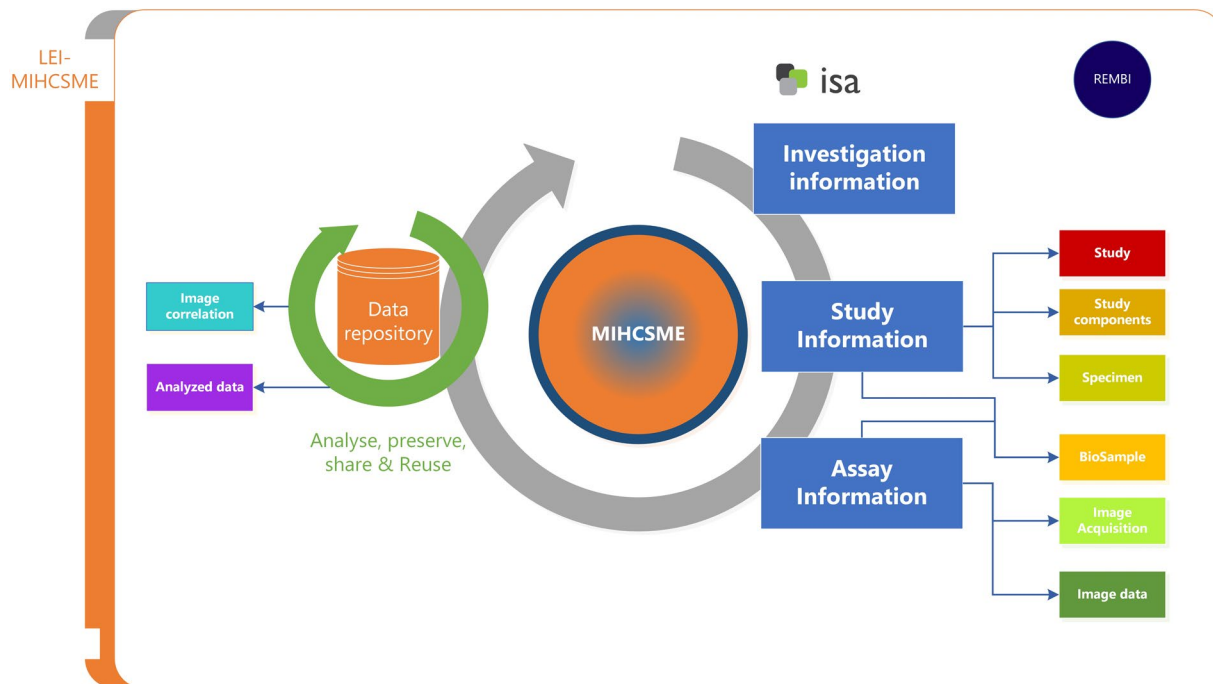 LEI-
MIHCSME
isa
REMBI
Investigation
information
Study
Image
correlation
Data
repository
MIHCSME
Study
Information
Study
components
Analyzed data
Specimen
Analyse, preserve,
share & Reuse
Assay
Information
BioSample
Image
Acquisition
Image data